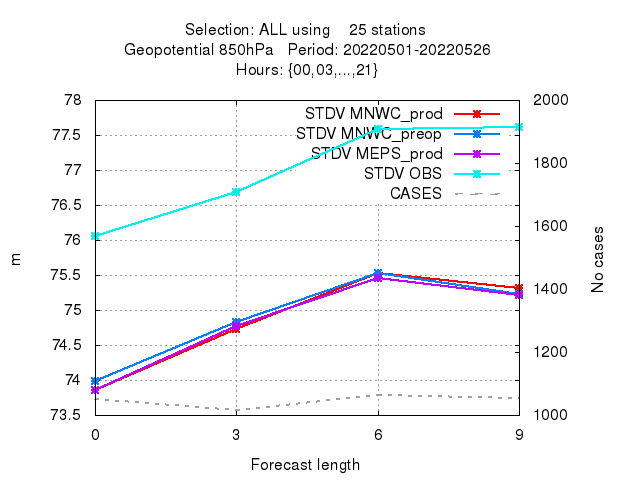 Selection: ALL using    25 stations
Geopotential 850hPa   Period: 20220501-20220526
Hours: {00,03,...,21}
78
77.5
77
76.5
76
75.5
75
74.5
74
73.5
m
STDV MNWC_prod
STDV MNWC_preop
STDV MEPS_prod
STDV OBS
CASES
2000
1800
1600
1400
1200
1000
No cases
0 3 6 9
Forecast length